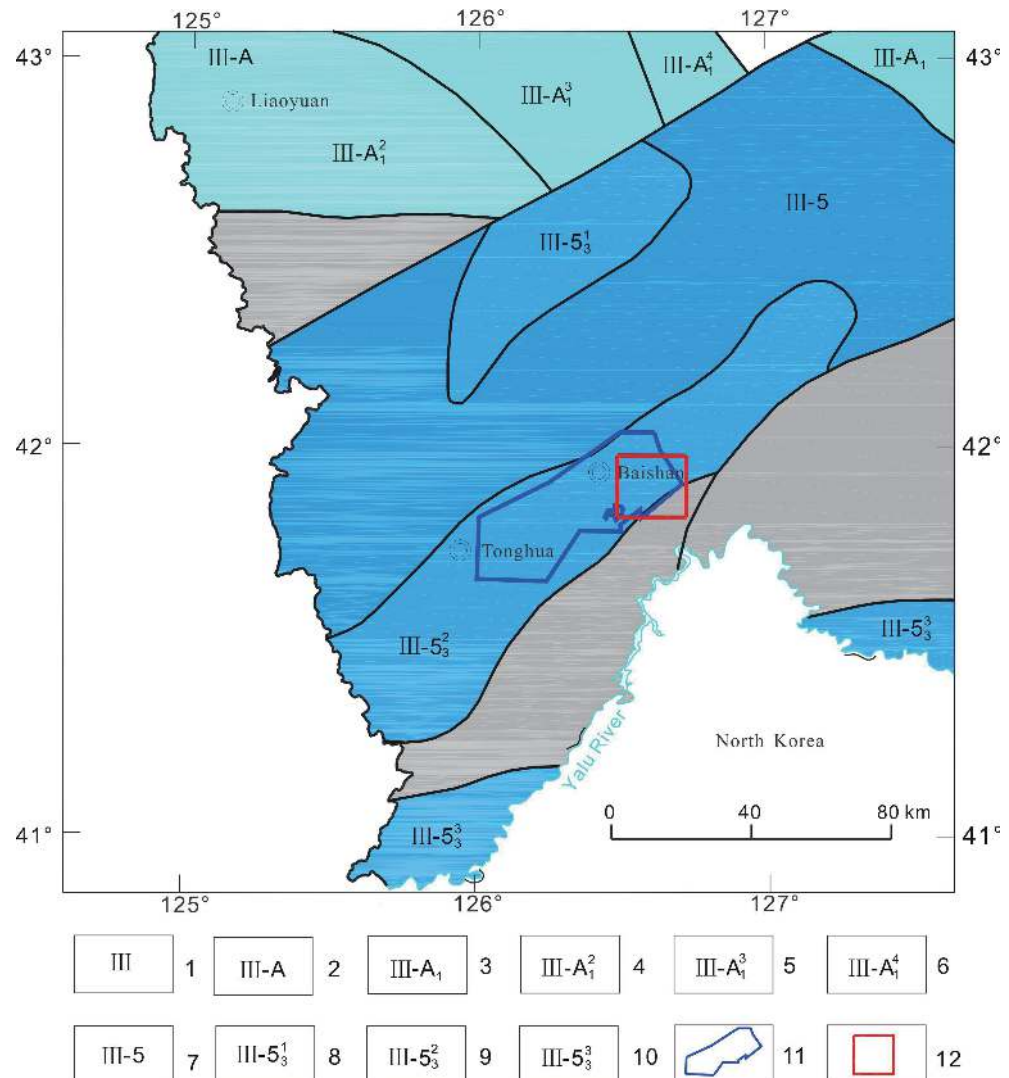 125° 126° 127°
43° 43°
III-A III-A₁⁴ III-A₁
Liaoyuan III-A₁³
III-A₁²
III-5
III-5₃¹
42° 42°
Baishan
Tonghua
III-5₃² III-5₃³
Yalu River
North Korea
0 80 km
41° III-5₃³ 41°
125° 126° 127°
III 1 III-A 2 III-A₁ 3 III-A₁² 4 III-A₁³ 5 III-A₁⁴ 6
III-5 7 III-5₃¹ 8 III-5₃² 9 III-5₃³ 10 11 12